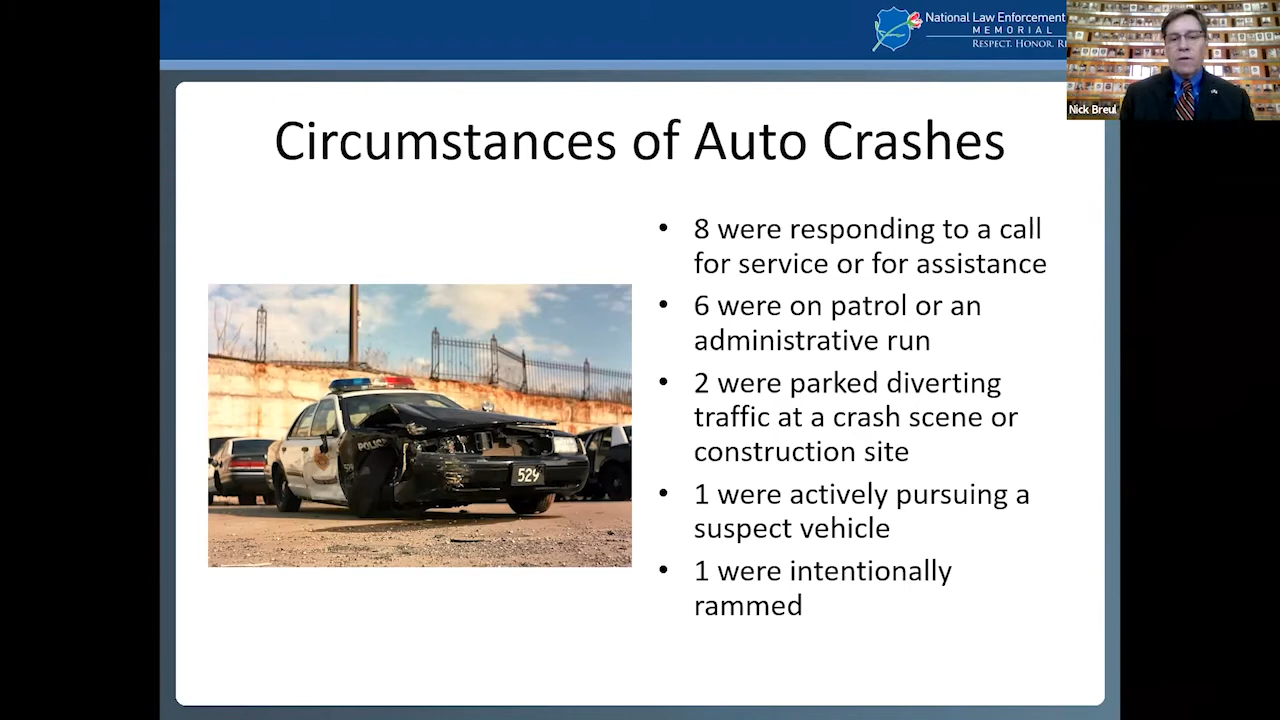 National Law Enforcement
MEMORIAL
RESPECT. HONOR.
Nick Breul
Circumstances of Auto Crashes
• 8 were responding to a call
for service or for assistance
• 6 were on patrol or an
administrative run
• 2 were parked diverting
traffic at a crash scene or
construction site
• 1 were actively pursuing a
suspect vehicle
• 1 were intentionally
rammed
POLICE
529